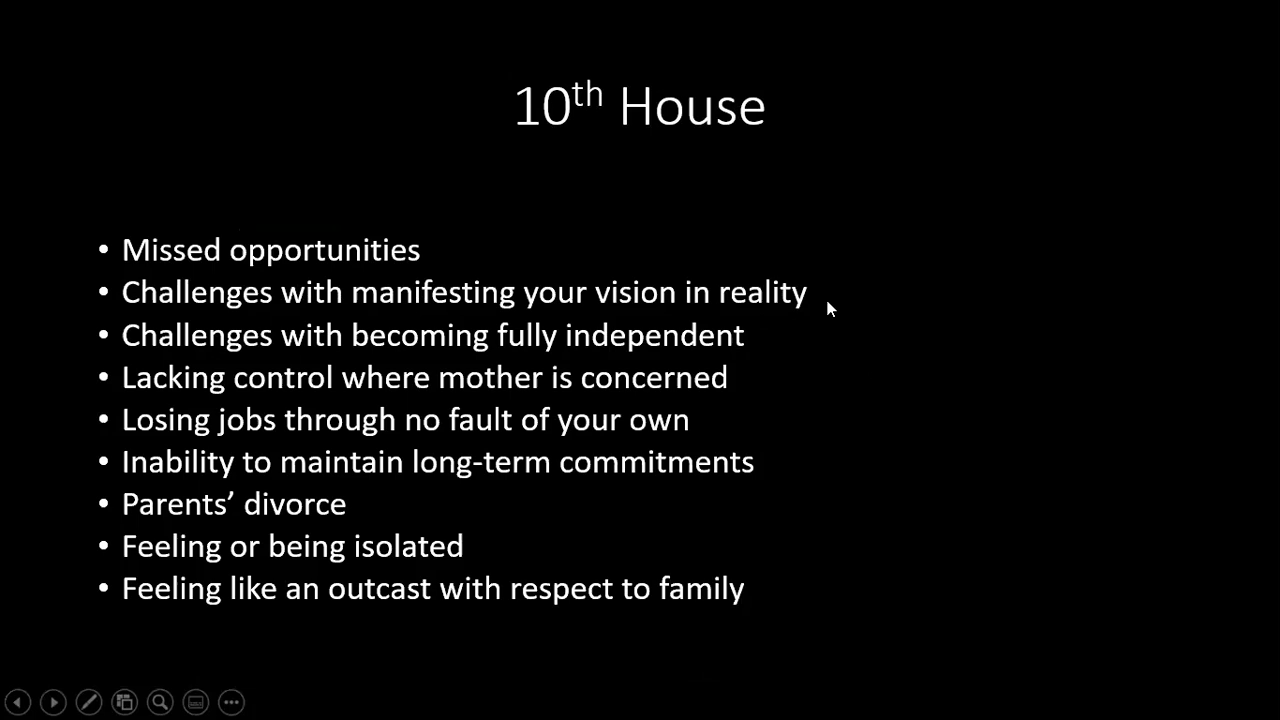 10th House
• Missed opportunities
• Challenges with manifesting your vision in reality
• Challenges with becoming fully independent
• Lacking control where mother is concerned
• Losing jobs through no fault of your own
• Inability to maintain long-term commitments
• Parents’ divorce
• Feeling or being isolated
• Feeling like an outcast with respect to family